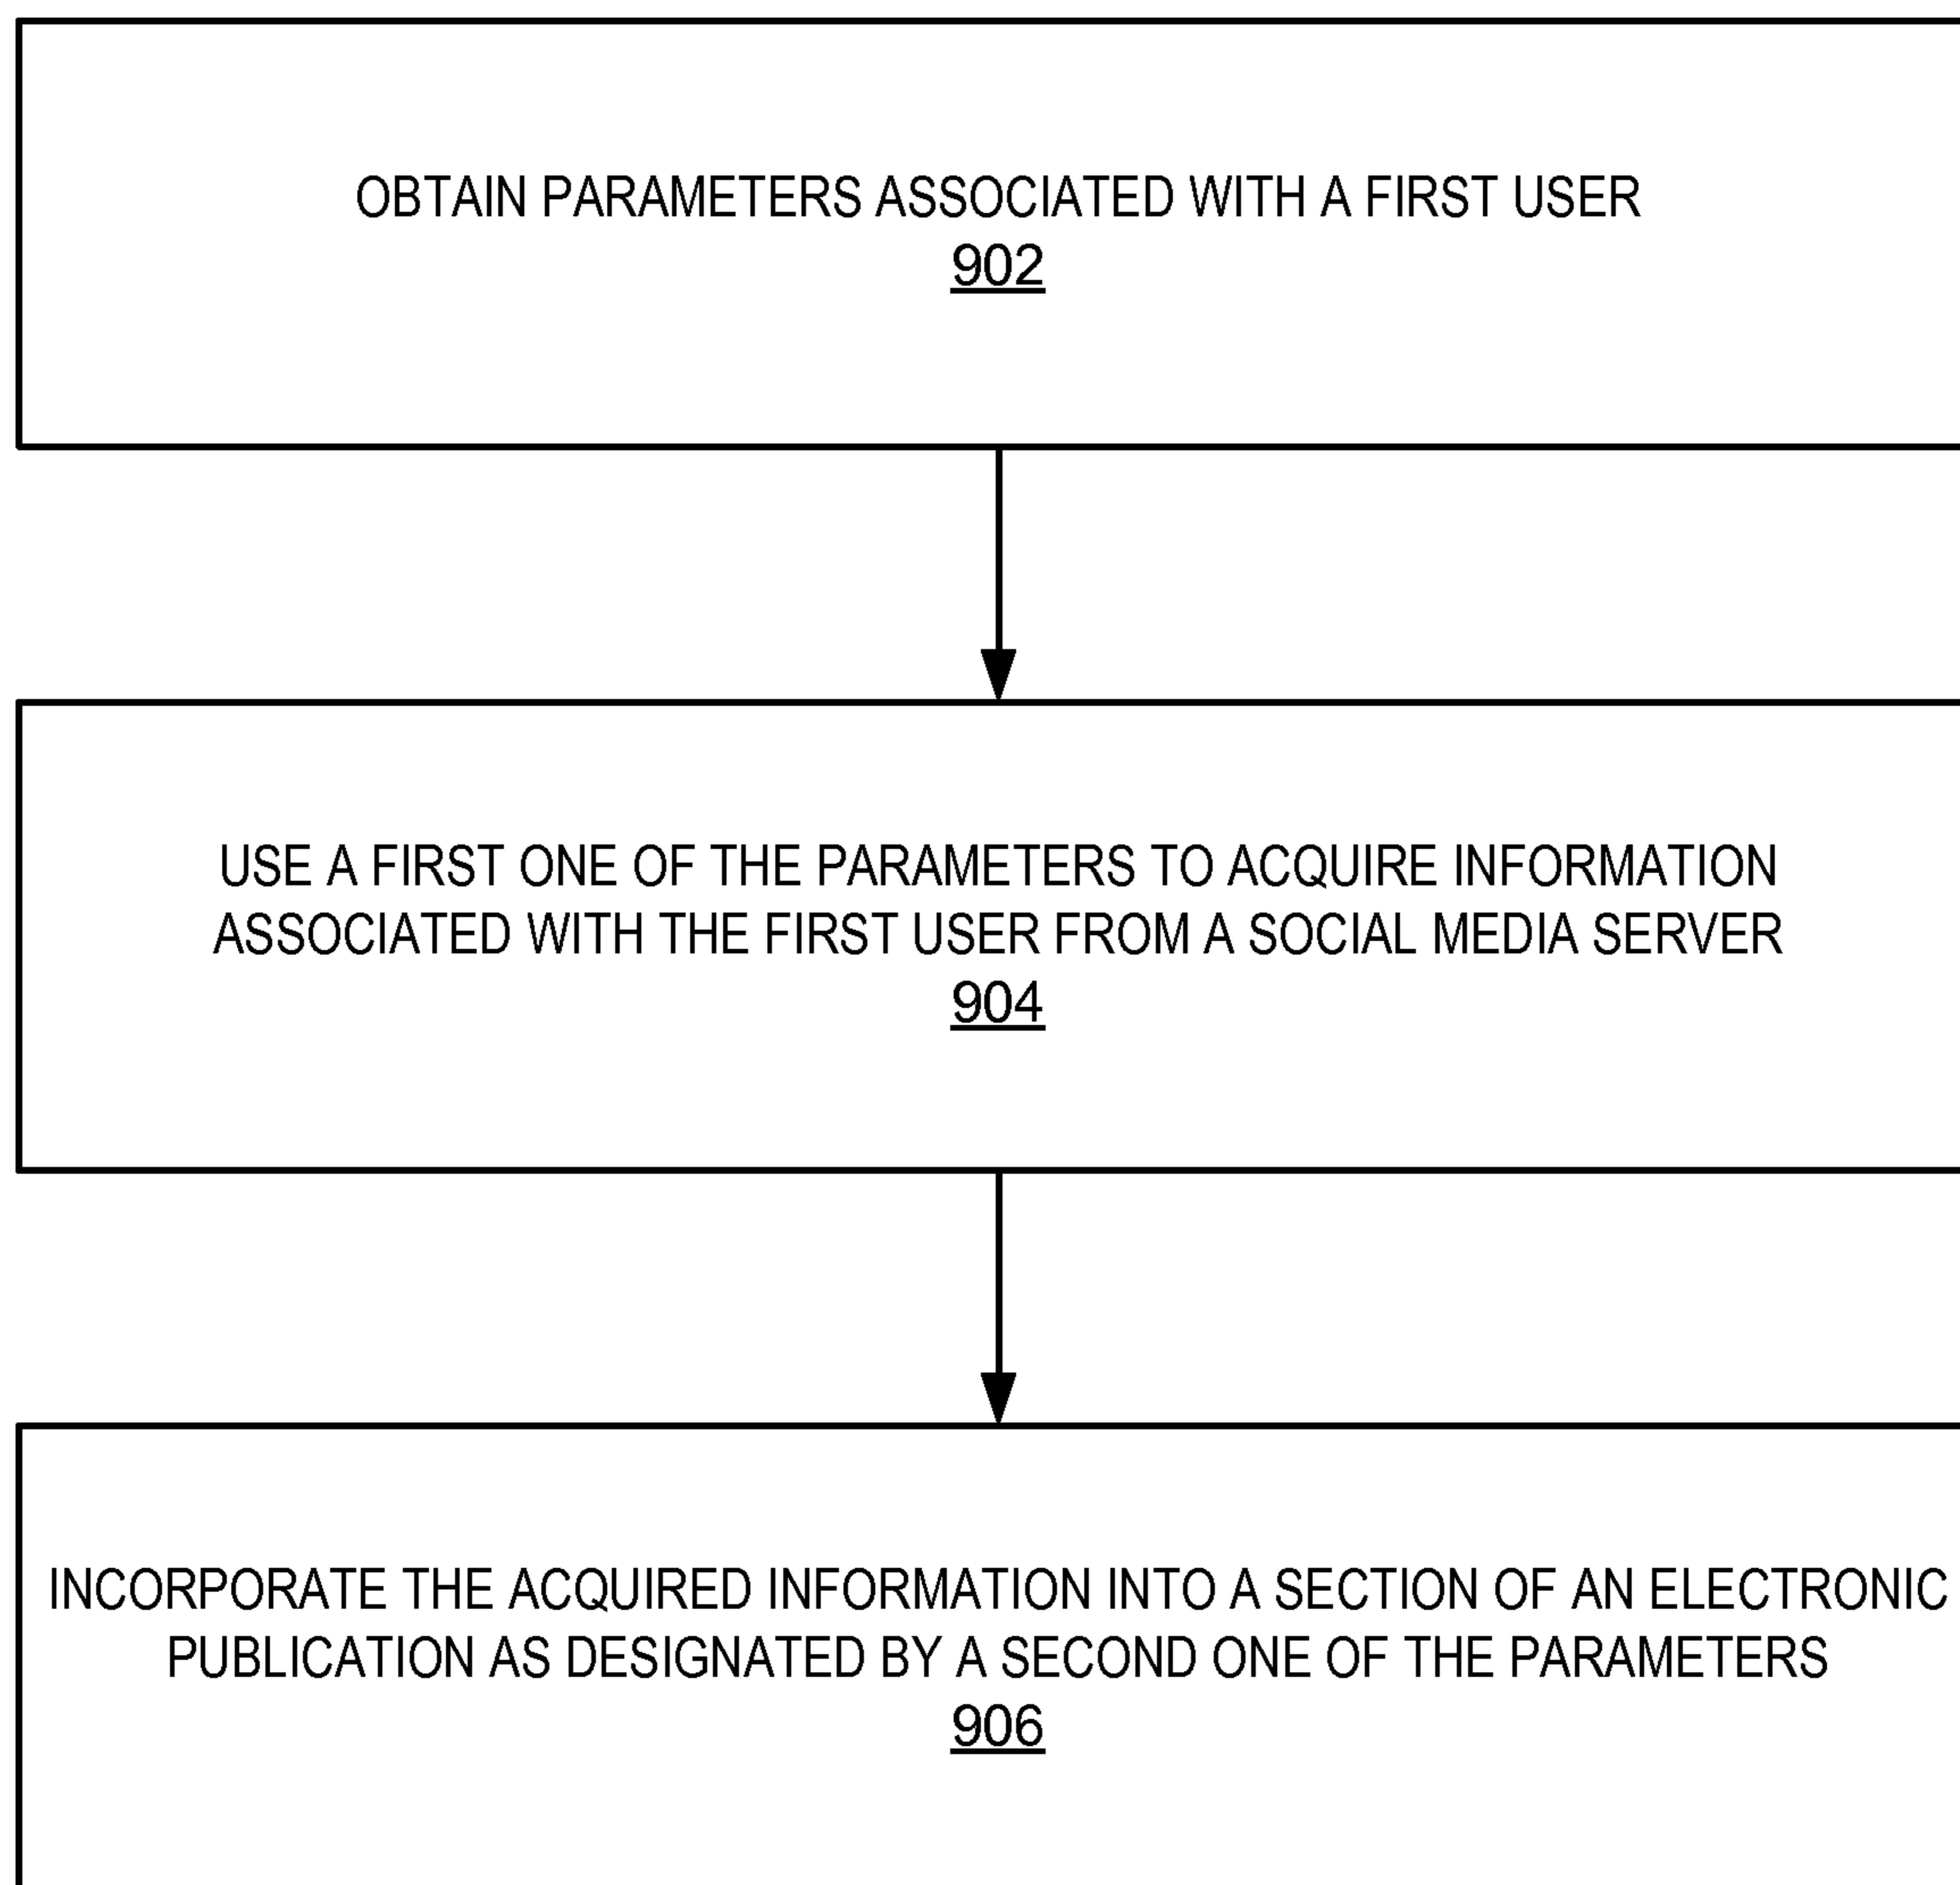 OBTAIN PARAMETERS ASSOCIATED WITH A FIRST USER
902
USE A FIRST ONE OF THE PARAMETERS TO ACQUIRE INFORMATION
ASSOCIATED WITH THE FIRST USER FROM A SOCIAL MEDIA SERVER
904
INCORPORATE THE ACQUIRED INFORMATION INTO A SECTION OF AN ELECTRONIC
PUBLICATION AS DESIGNATED BY A SECOND ONE OF THE PARAMETERS
906